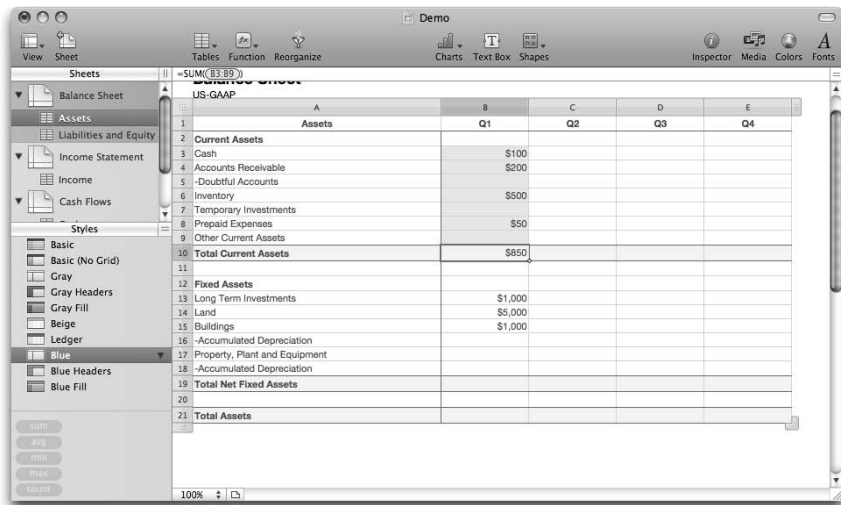 Demo
View Sheet Tables Function Reorganize Charts Text Box Shapes Inspector Media Colors Fonts
Sheets
=SUM((B3:B9))
Balance Sheet
Assets
Liabilities and Equity
Income Statement
Income
Cash Flows
Styles
Basic
Basic (No Grid)
Gray
Gray Headers
Gray Fill
Beige
Ledger
Blue
Blue Headers
Blue Fill
sum
avg
min
max
count
Balance Sheet
US-GAAP
A B C D E
1 Assets Q1 Q2 Q3 Q4
2 Current Assets
3 Cash $100
4 Accounts Receivable $200
5 -Doubtful Accounts
6 Inventory $500
7 Temporary Investments
8 Prepaid Expenses $50
9 Other Current Assets
10 Total Current Assets $850
11
12 Fixed Assets
13 Long Term Investments $1,000
14 Land $5,000
15 Buildings $1,000
16 -Accumulated Depreciation
17 Property, Plant and Equipment
18 -Accumulated Depreciation
19 Total Net Fixed Assets
20
21 Total Assets
100%